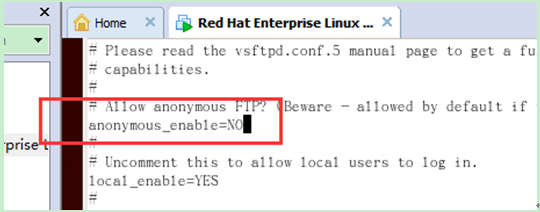 Home
Red Hat Enterprise Linux ...
# Please read the vsftpd.conf.5 manual page to get a fu
# capabilities.
#
# Allow anonymous FTP? (Beware - allowed by default if
anonymous_enable=NO
#
# Uncomment this to allow local users to log in.
local_enable=YES
#
erprise t